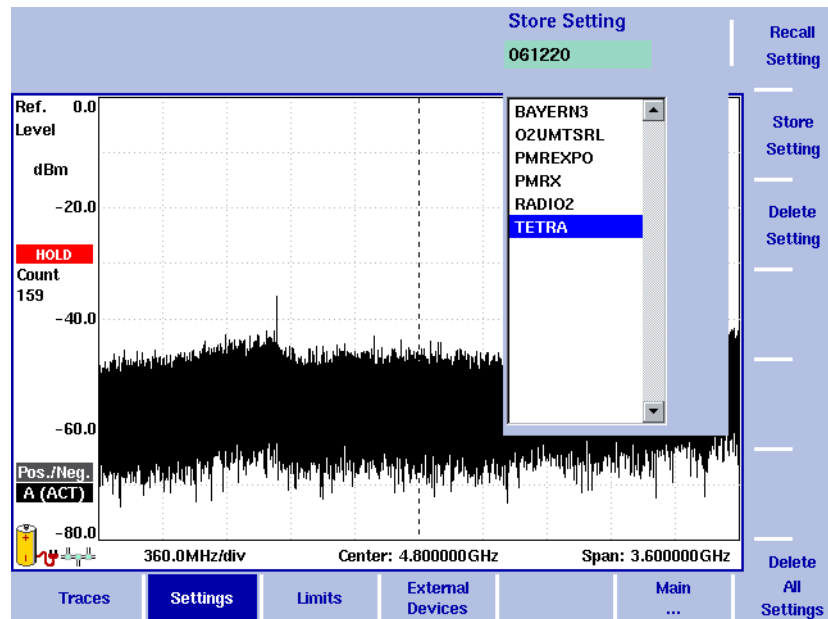 Store Setting
061220
Recall
Setting
Ref. 0.0
Level
dBm
-20.0
HOLD
Count
159
-40.0
-60.0
Pos./Neg.
A (ACT)
-80.0
BAYERN3
O2UMTSRL
PMREXPO
PMRX
RADIO2
TETRA
Store
Setting
Delete
Setting
360.0MHz/div
Center: 4.800000GHz
Span: 3.600000GHz
Delete
All
Settings
Traces
Settings
Limits
External
Devices
Main
...